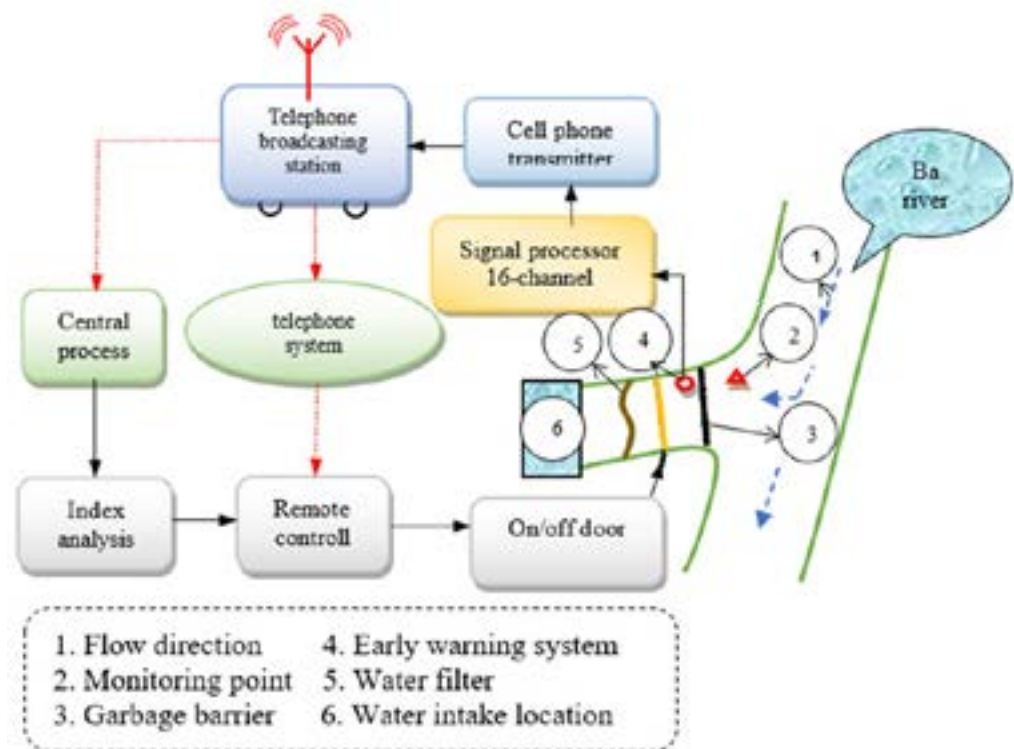 Telephone
broadcasting
station
Cell phone
transmitter
Ba
river
Signal processor
16-channel
1
Central
process
telephone
system
5
4
2
6
3
Index
analysis
Remote
controll
On/off door
1. Flow direction
2. Monitoring point
3. Garbage barrier
4. Early warning system
5. Water filter
6. Water intake location